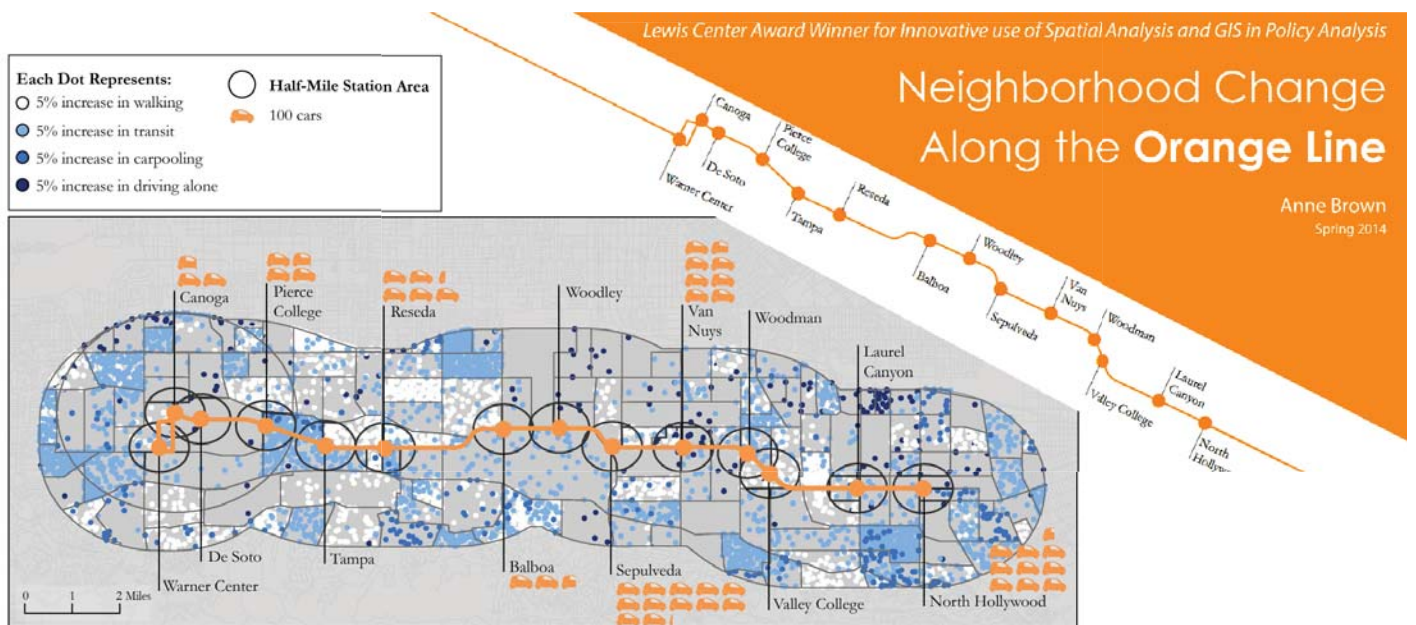 Lewis Center Award Winner for Innovative use of Spatial Analysis and GIS in Policy Analysis
Neighborhood Change
Along the Orange Line
Anne Brown
Spring 2014
Canoga
Pierce
College
De Soto
Warner Center
Reseda
Tampa
Woodley
Balboa
Van
Nuys
Sepulveda
Woodman
Valley College
Laurel
Canyon
North
Each Dot Represents:
5% increase in walking
5% increase in transit
5% increase in carpooling
5% increase in driving alone
Half-Mile Station Area
100 cars
Canoga
Pierce
College
Reseda
Woodley
Van
Nuys
Woodman
Laurel
Canyon
De Soto
Warner Center
Tampa
Balboa
Sepulveda
Valley College
North Hollywood
0 1 2 Miles